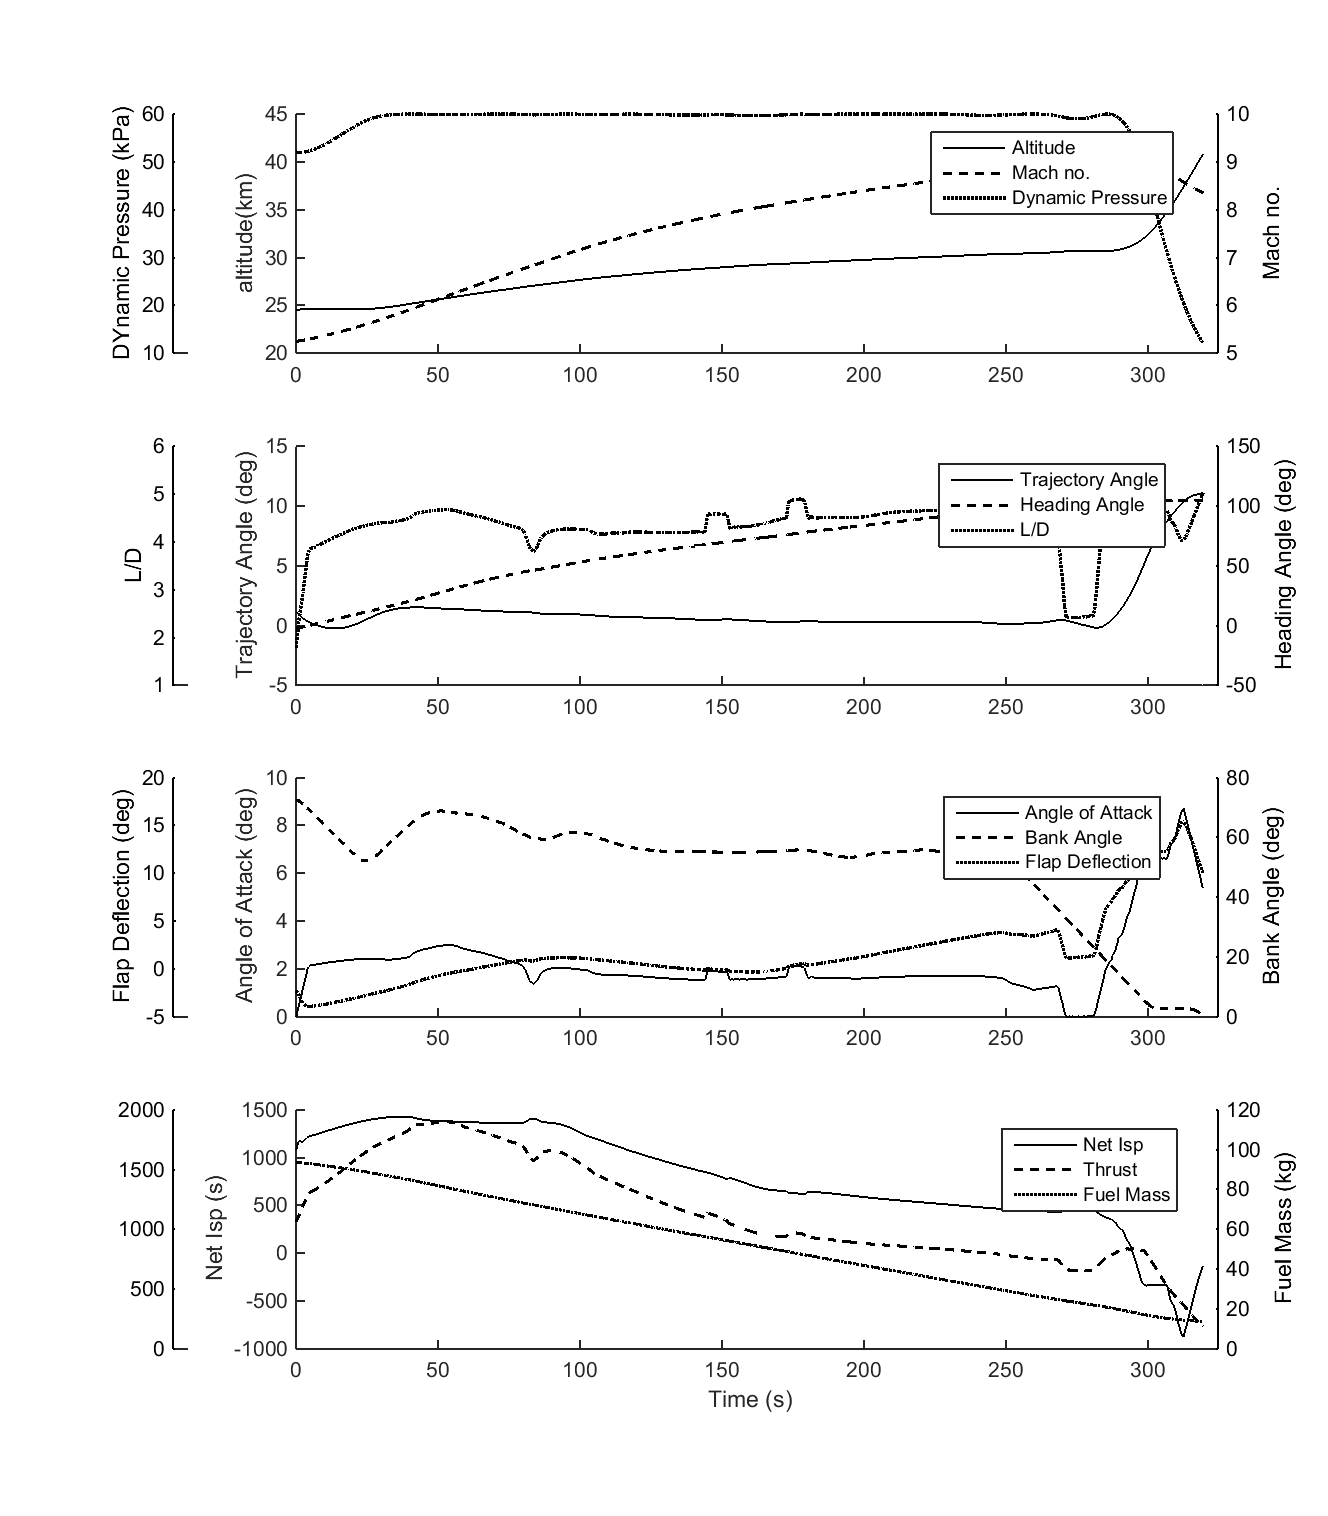 DYnamic Pressure (kPa)
60
50
40
30
20
10
altitude(km)
45
40
35
30
25
20
Altitude
Mach no.
Dynamic Pressure
10
9
8
7
6
5
Mach no.
0 50 100 150 200 250 300
L/D
6
5
4
3
2
1
Trajectory Angle (deg)
15
10
5
0
-5
Trajectory Angle
Heading Angle
L/D
150
100
50
0
-50
Heading Angle (deg)
0 50 100 150 200 250 300
Flap Deflection (deg)
20
15
10
5
0
-5
Angle of Attack (deg)
10
8
6
4
2
0
Angle of Attack
Bank Angle
Flap Deflection
80
60
40
20
0
Bank Angle (deg)
0 50 100 150 200 250 300
2000
1500
1000
500
0
Net Isp (s)
1500
1000
500
0
-500
-1000
Net Isp
Thrust
Fuel Mass
120
100
80
60
40
20
0
Fuel Mass (kg)
0 50 100 150 200 250 300
Time (s)